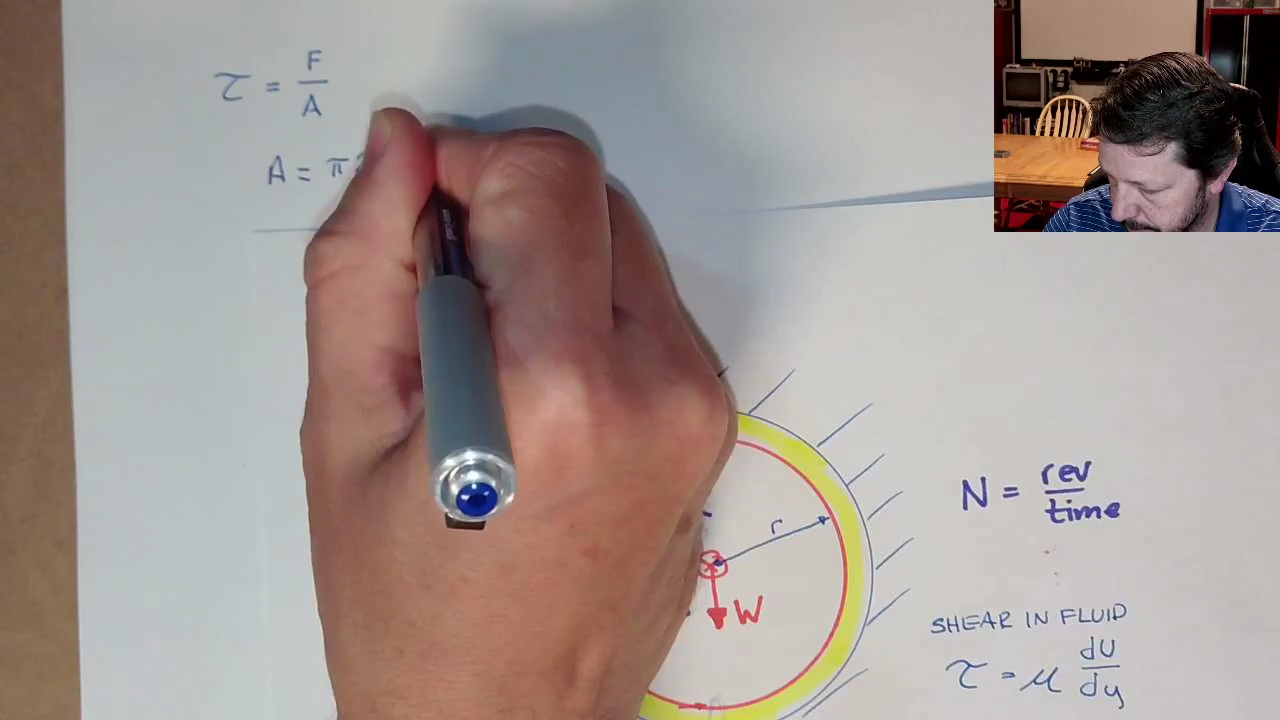 τ = F/A
A = π
r
W
N = rev/time
SHEAR IN FLUID
τ = μ dU/dy